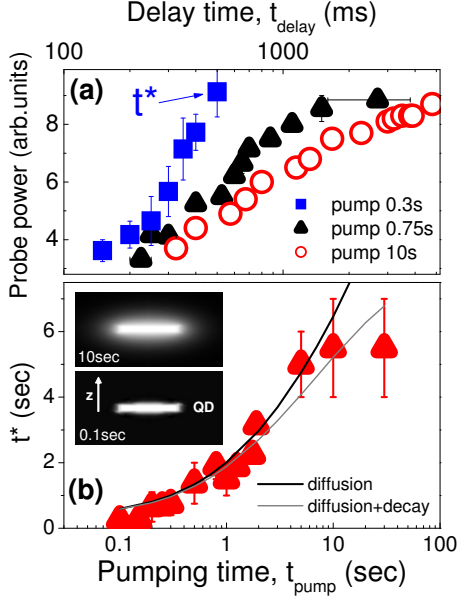 Delay time, t_delay (ms)
100 1000
(a)
t*
Probe power (arb.units)
8
6
4
pump 0.3s
pump 0.75s
pump 10s
10sec
z
QD
0.1sec
t* (sec)
6
4
2
0
(b)
diffusion
diffusion+decay
0.1 1 10 100
Pumping time, t_pump (sec)